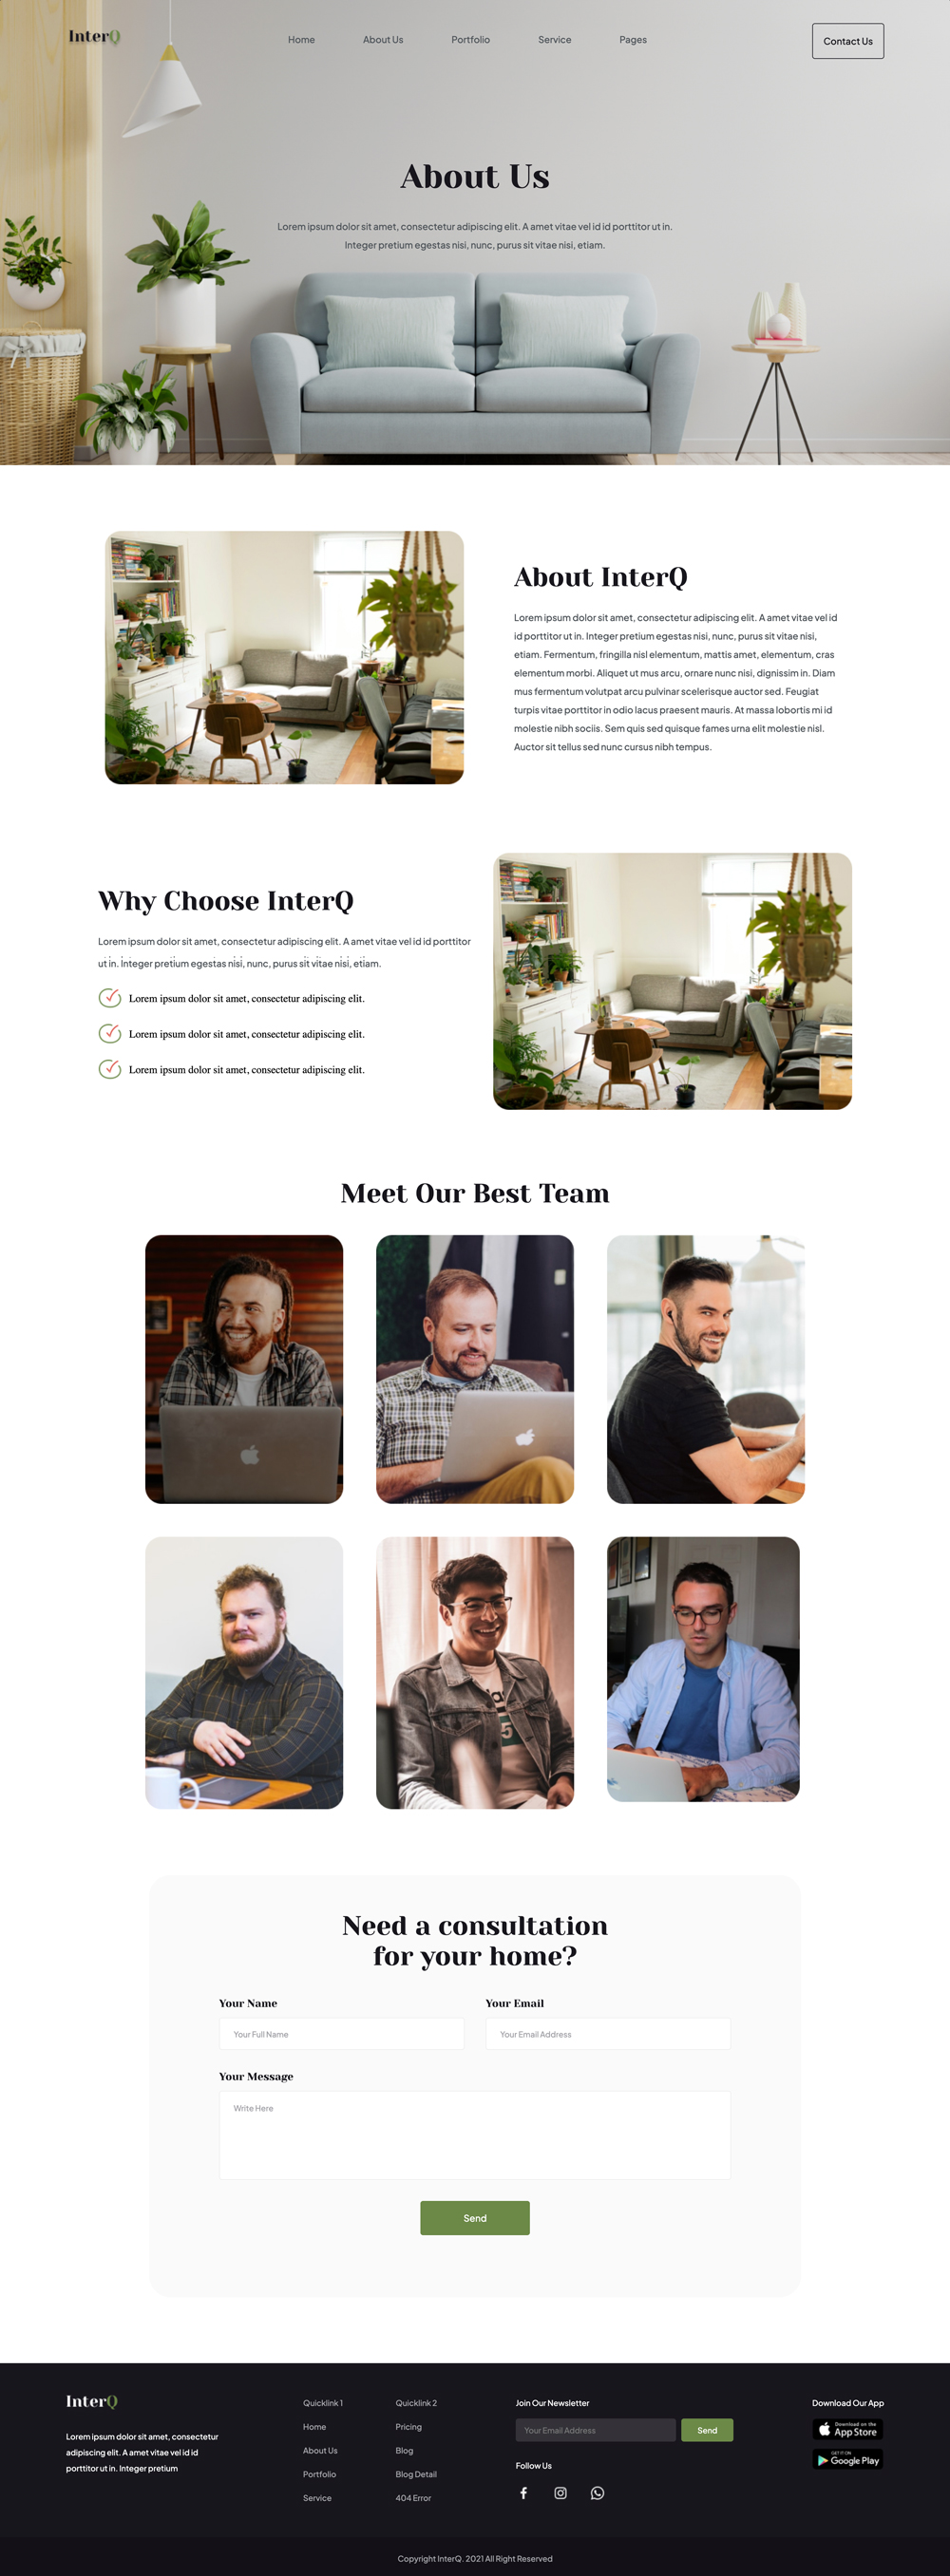 InterQ
Home
About Us
Portfolio
Service
Pages
Contact Us
About Us
Lorem ipsum dolor sit amet, consectetur adipiscing elit. A amet vitae vel id id porttitor ut in.
Integer pretium egestas nisi, nunc, purus sit vitae nisi, etiam.
About InterQ
Lorem ipsum dolor sit amet, consectetur adipiscing elit. A amet vitae vel id
id porttitor ut in. Integer pretium egestas nisi, nunc, purus sit vitae nisi,
etiam. Fermentum, fringilla nisl elementum, mattis amet, elementum, cras
elementum morbi. Aliquet ut mus arcu, ornare nunc nisi, dignissim in. Diam
mus fermentum volutpat arcu pulvinar scelerisque auctor sed. Feugiat
turpis vitae porttitor in odio lacus praesent mauris. At massa lobortis mi id
molestie nibh sociis. Sem quis sed quisque fames urna elit molestie nisl.
Auctor sit tellus sed nunc cursus nibh tempus.
Why Choose InterQ
Lorem ipsum dolor sit amet, consectetur adipiscing elit. A amet vitae vel id id porttitor
ut in. Integer pretium egestas nisi, nunc, purus sit vitae nisi, etiam.
Lorem ipsum dolor sit amet, consectetur adipiscing elit.
Lorem ipsum dolor sit amet, consectetur adipiscing elit.
Lorem ipsum dolor sit amet, consectetur adipiscing elit.
Meet Our Best Team
5
Need a consultation
for your home?
Your Name
Your Email
Your Full Name
Your Email Address
Your Message
Write Here
Send
InterQ
Lorem ipsum dolor sit amet, consectetur
adipiscing elit. A amet vitae vel id id
porttitor ut in. Integer pretium
Quicklink 1
Home
About Us
Portfolio
Service
Quicklink 2
Pricing
Blog
Blog Detail
404 Error
Join Our Newsletter
Your Email Address
Send
Follow Us
Download Our App
Download on the
App Store
GET IT ON
Google Play
Copyright InterQ. 2021 All Right Reserved